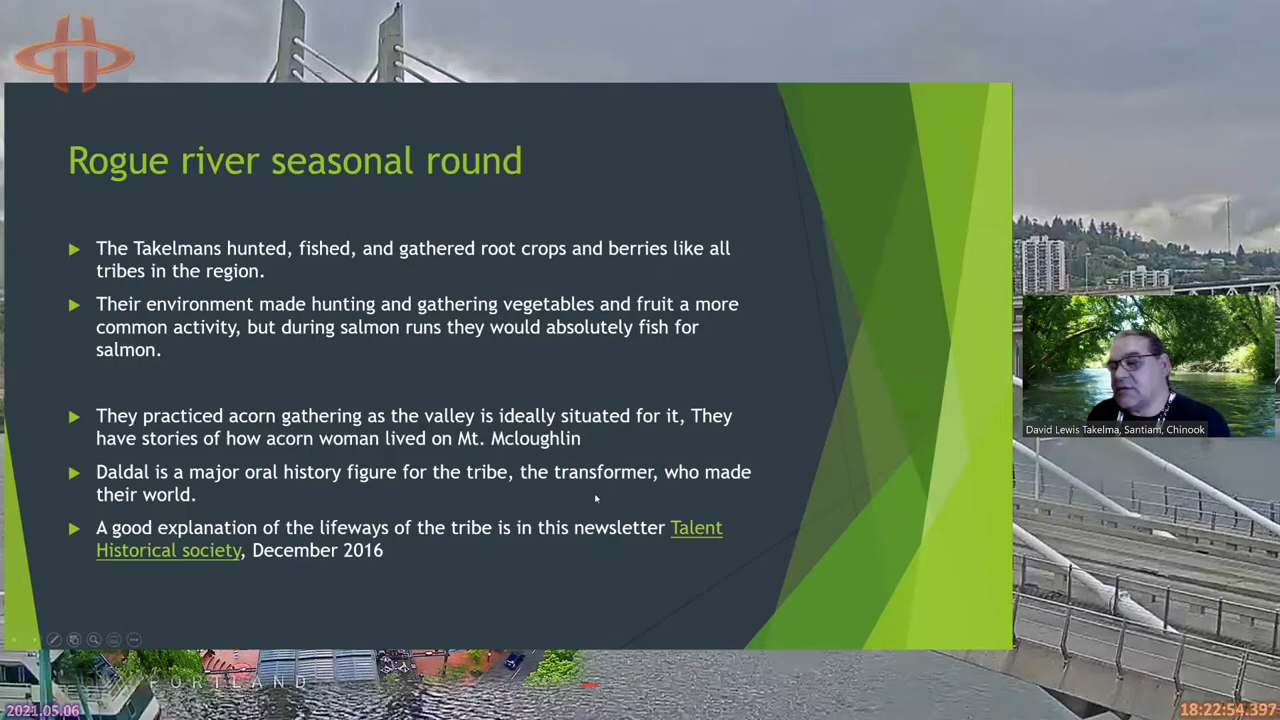 Rogue river seasonal round
The Takelmans hunted, fished, and gathered root crops and berries like all
tribes in the region.
Their environment made hunting and gathering vegetables and fruit a more
common activity, but during salmon runs they would absolutely fish for
salmon.
They practiced acorn gathering as the valley is ideally situated for it, They
have stories of how acorn woman lived on Mt. Mcloughlin
Daldal is a major oral history figure for the tribe, the transformer, who made
their world.
A good explanation of the lifeways of the tribe is in this newsletter Talent
Historical society, December 2016
David Lewis Takelma, Santiam, Chinook
PORTLAND
2021.05.06
18:22:54.397